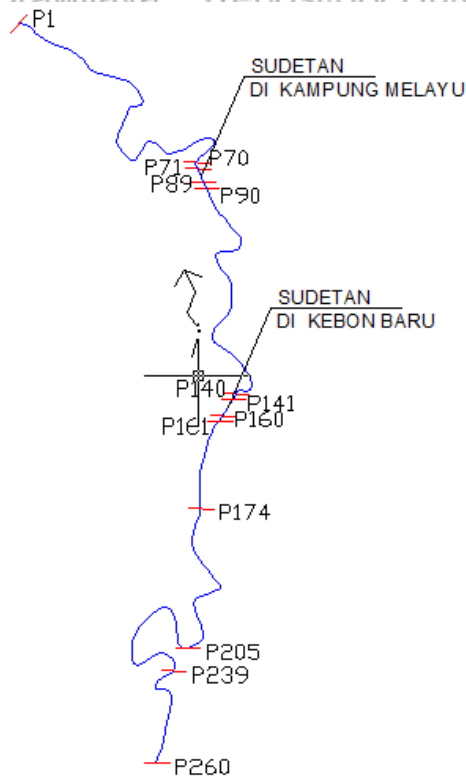 P1
SUDETAN
DI KAMPUNG MELAYU
P70
P71
P89
P90
SUDETAN
DI KEBON BARU
P140
P141
P161
P160
P174
P205
P239
P260